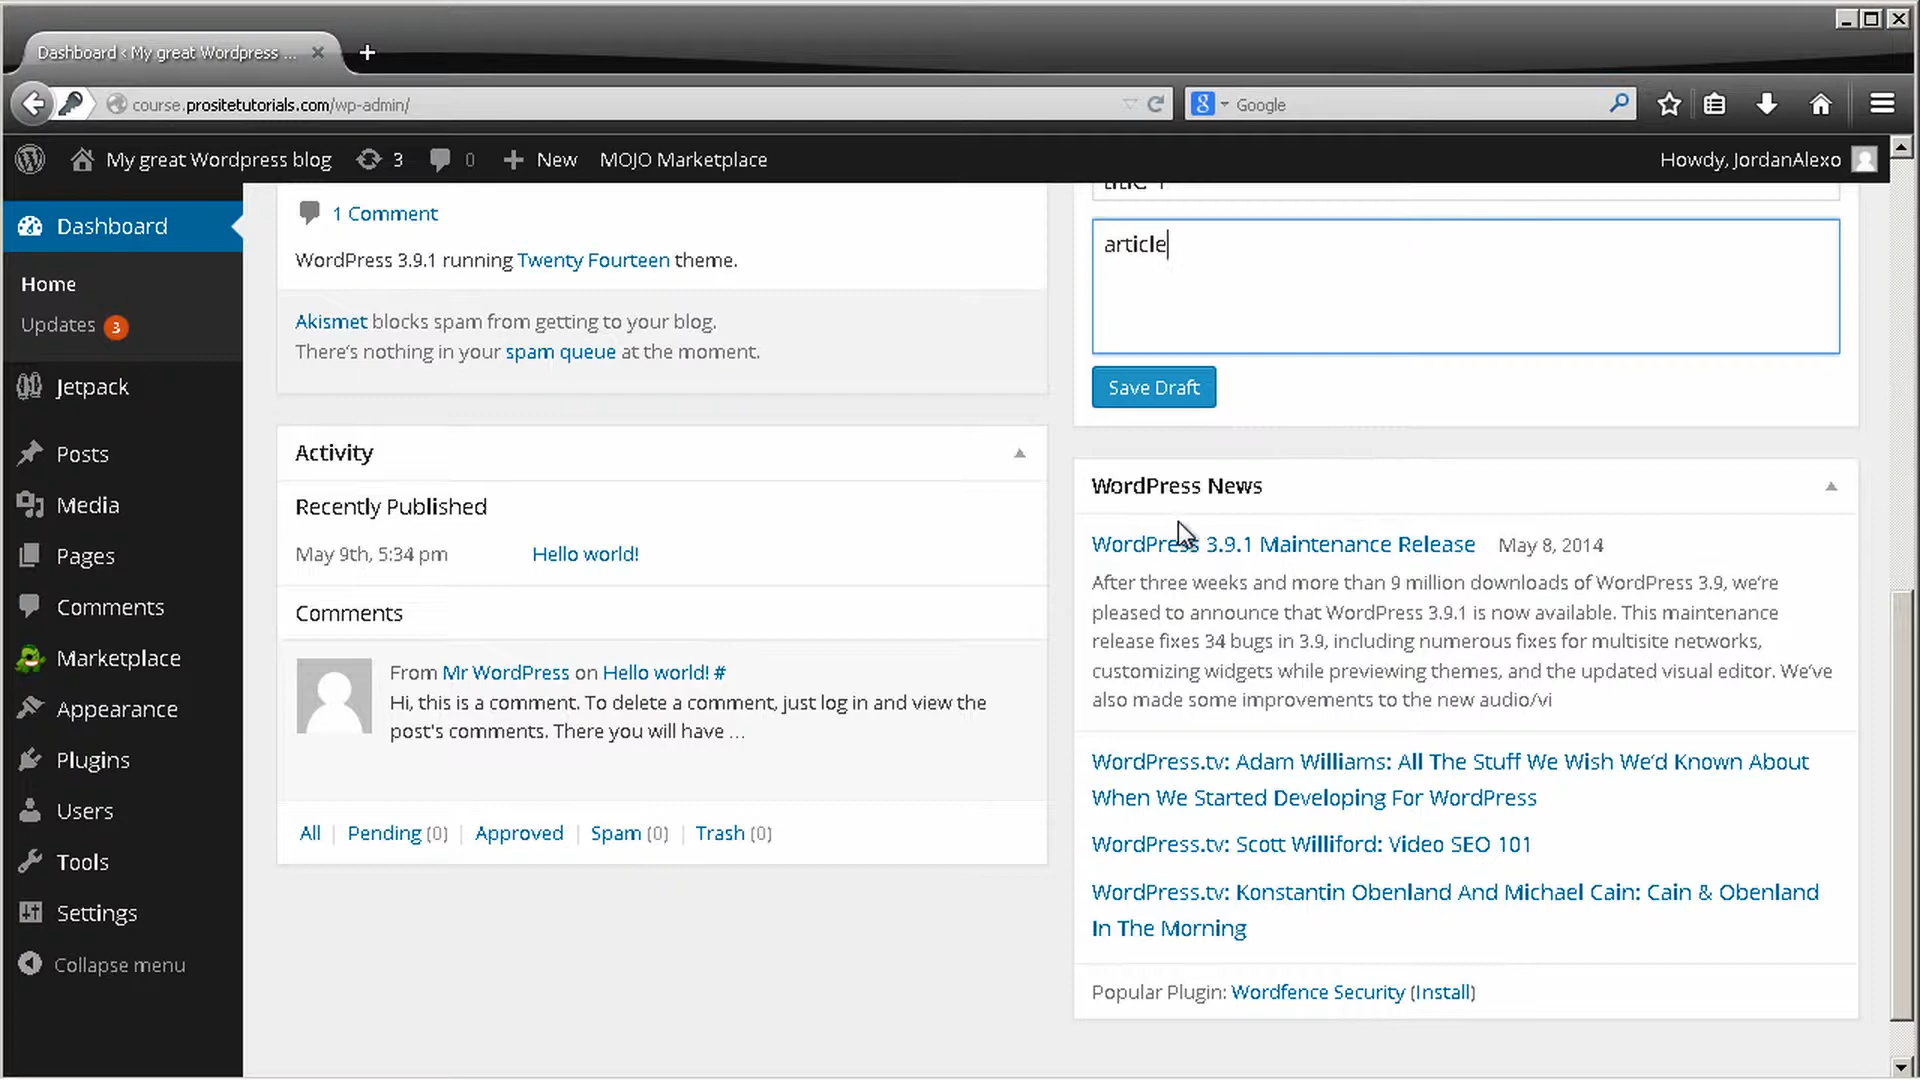 Dashboard ‹ My great Wordpress ...
course.prositetutorials.com/wp-admin/
Google
My great Wordpress blog 3 0 New MOJO Marketplace
Howdy, JordanAlexo
Dashboard
Home
Updates 3
Jetpack
Posts
Media
Pages
Comments
Marketplace
Appearance
Plugins
Users
Tools
Settings
Collapse menu
1 Comment
WordPress 3.9.1 running Twenty Fourteen theme.
Akismet blocks spam from getting to your blog.
There's nothing in your spam queue at the moment.
Activity
Recently Published
May 9th, 5:34 pm Hello world!
Comments
From Mr WordPress on Hello world! #
Hi, this is a comment. To delete a comment, just log in and view the
post's comments. There you will have ...
All | Pending (0) | Approved | Spam (0) | Trash (0)
article
Save Draft
WordPress News
WordPress 3.9.1 Maintenance Release May 8, 2014
After three weeks and more than 9 million downloads of WordPress 3.9, we're
pleased to announce that WordPress 3.9.1 is now available. This maintenance
release fixes 34 bugs in 3.9, including numerous fixes for multisite networks,
customizing widgets while previewing themes, and the updated visual editor. We've
also made some improvements to the new audio/vi
WordPress.tv: Adam Williams: All The Stuff We Wish We'd Known About
When We Started Developing For WordPress
WordPress.tv: Scott Williford: Video SEO 101
WordPress.tv: Konstantin Obenland And Michael Cain: Cain & Obenland
In The Morning
Popular Plugin: Wordfence Security (Install)